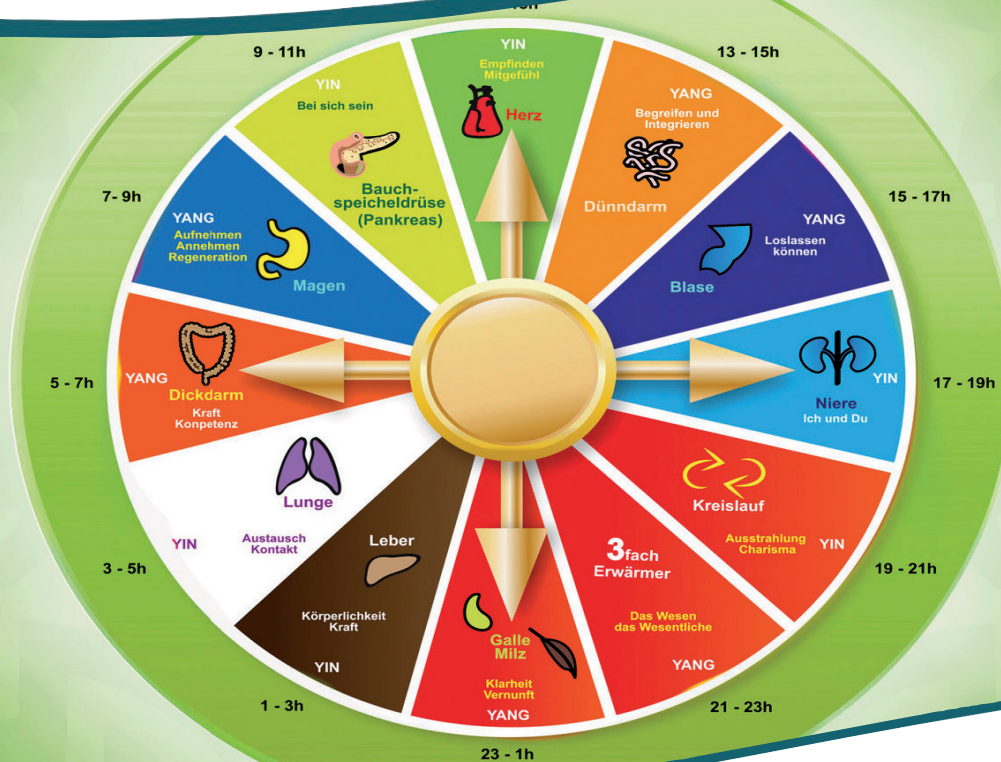 9 - 11h
13 - 15h
YIN
Empfinden
Mitgefühl
Herz
YANG
Begreifen und
Integrieren
Dünndarm
15 - 17h
YANG
Loslassen
können
Blase
17 - 19h
YIN
Niere
Ich und Du
Kreislauf
Ausstrahlung
Charisma
YIN
19 - 21h
3fach
Erwärmer
Das Wesen
das Wesentliche
YANG
21 - 23h
Galle
Milz
Klarheit
Vernunft
YANG
23 - 1h
Leber
Körperlichkeit
Kraft
YIN
1 - 3h
Lunge
Austausch
Kontakt
YIN
3 - 5h
YANG
Dickdarm
Kraft
Konpetenz
5 - 7h
7- 9h
YANG
Aufnehmen
Annehmen
Regeneration
Magen
YIN
Bei sich sein
Bauch-
speicheldrüse
(Pankreas)